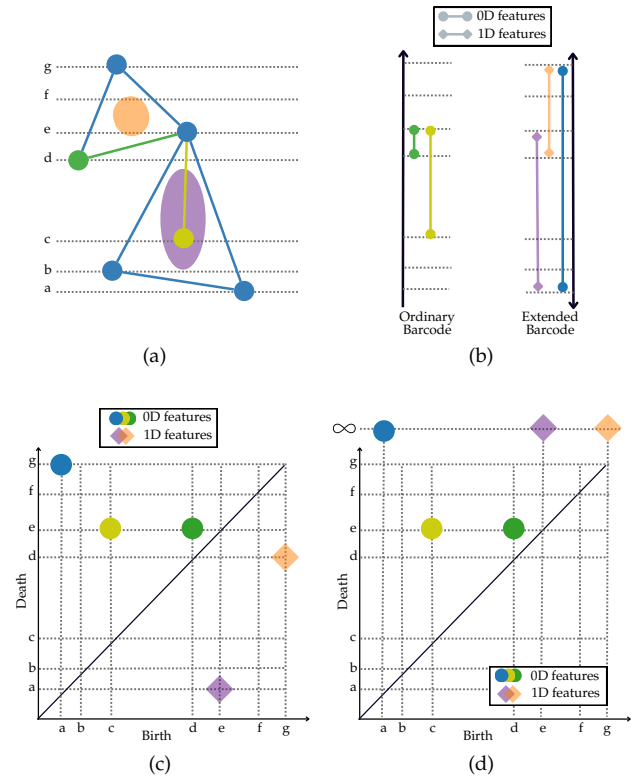 g
f
e
d
c
b
a
(a)
0D features
1D features
Ordinary
Barcode
Extended
Barcode
(b)
0D features
1D features
g
f
e
d
c
b
a
Death
a b c d e f g
Birth
(c)
∞
g
f
e
d
c
b
a
Death
0D features
1D features
a b c d e f g
Birth
(d)